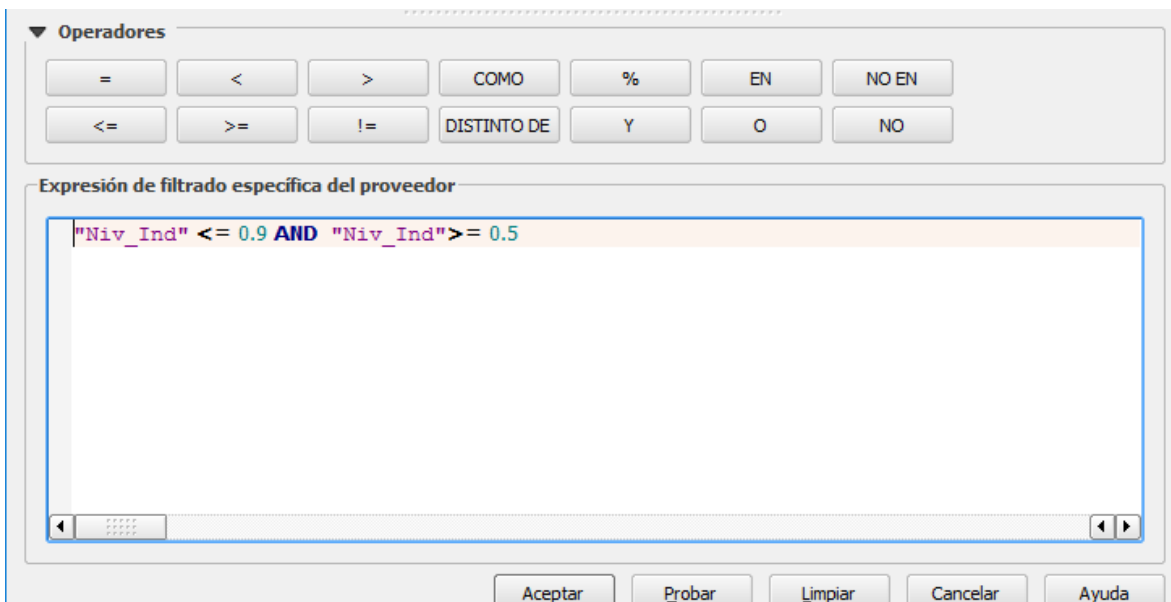 Operadores
= < > COMO % EN NO EN
<= >= != DISTINTO DE Y O NO
Expresión de filtrado específica del proveedor
"Niv_Ind" <= 0.9 AND "Niv_Ind">= 0.5
Aceptar Probar Limpiar Cancelar Ayuda